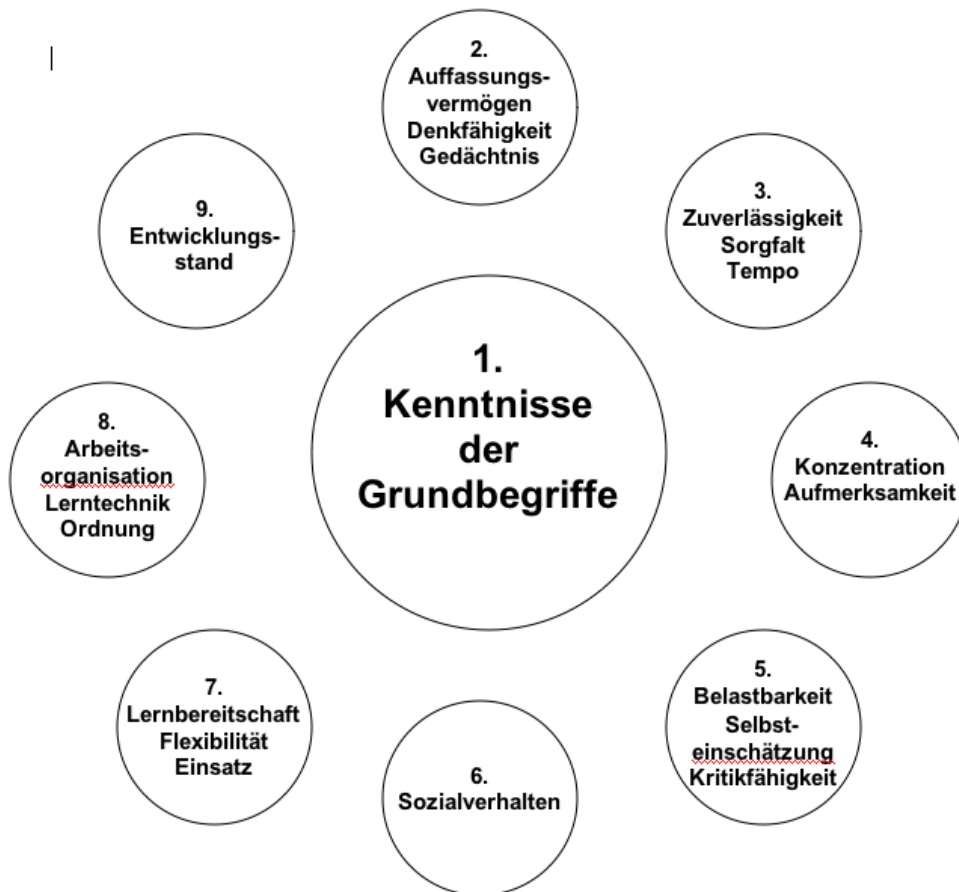 1.
Kenntnisse
der
Grundbegriffe
2.
Auffassungs-
vermögen
Denkfähigkeit
Gedächtnis
3.
Zuverlässigkeit
Sorgfalt
Tempo
4.
Konzentration
Aufmerksamkeit
5.
Belastbarkeit
Selbst-
einschätzung
Kritikfähigkeit
6.
Sozialverhalten
7.
Lernbereitschaft
Flexibilität
Einsatz
8.
Arbeits-
organisation
Lerntechnik
Ordnung
9.
Entwicklungs-
stand